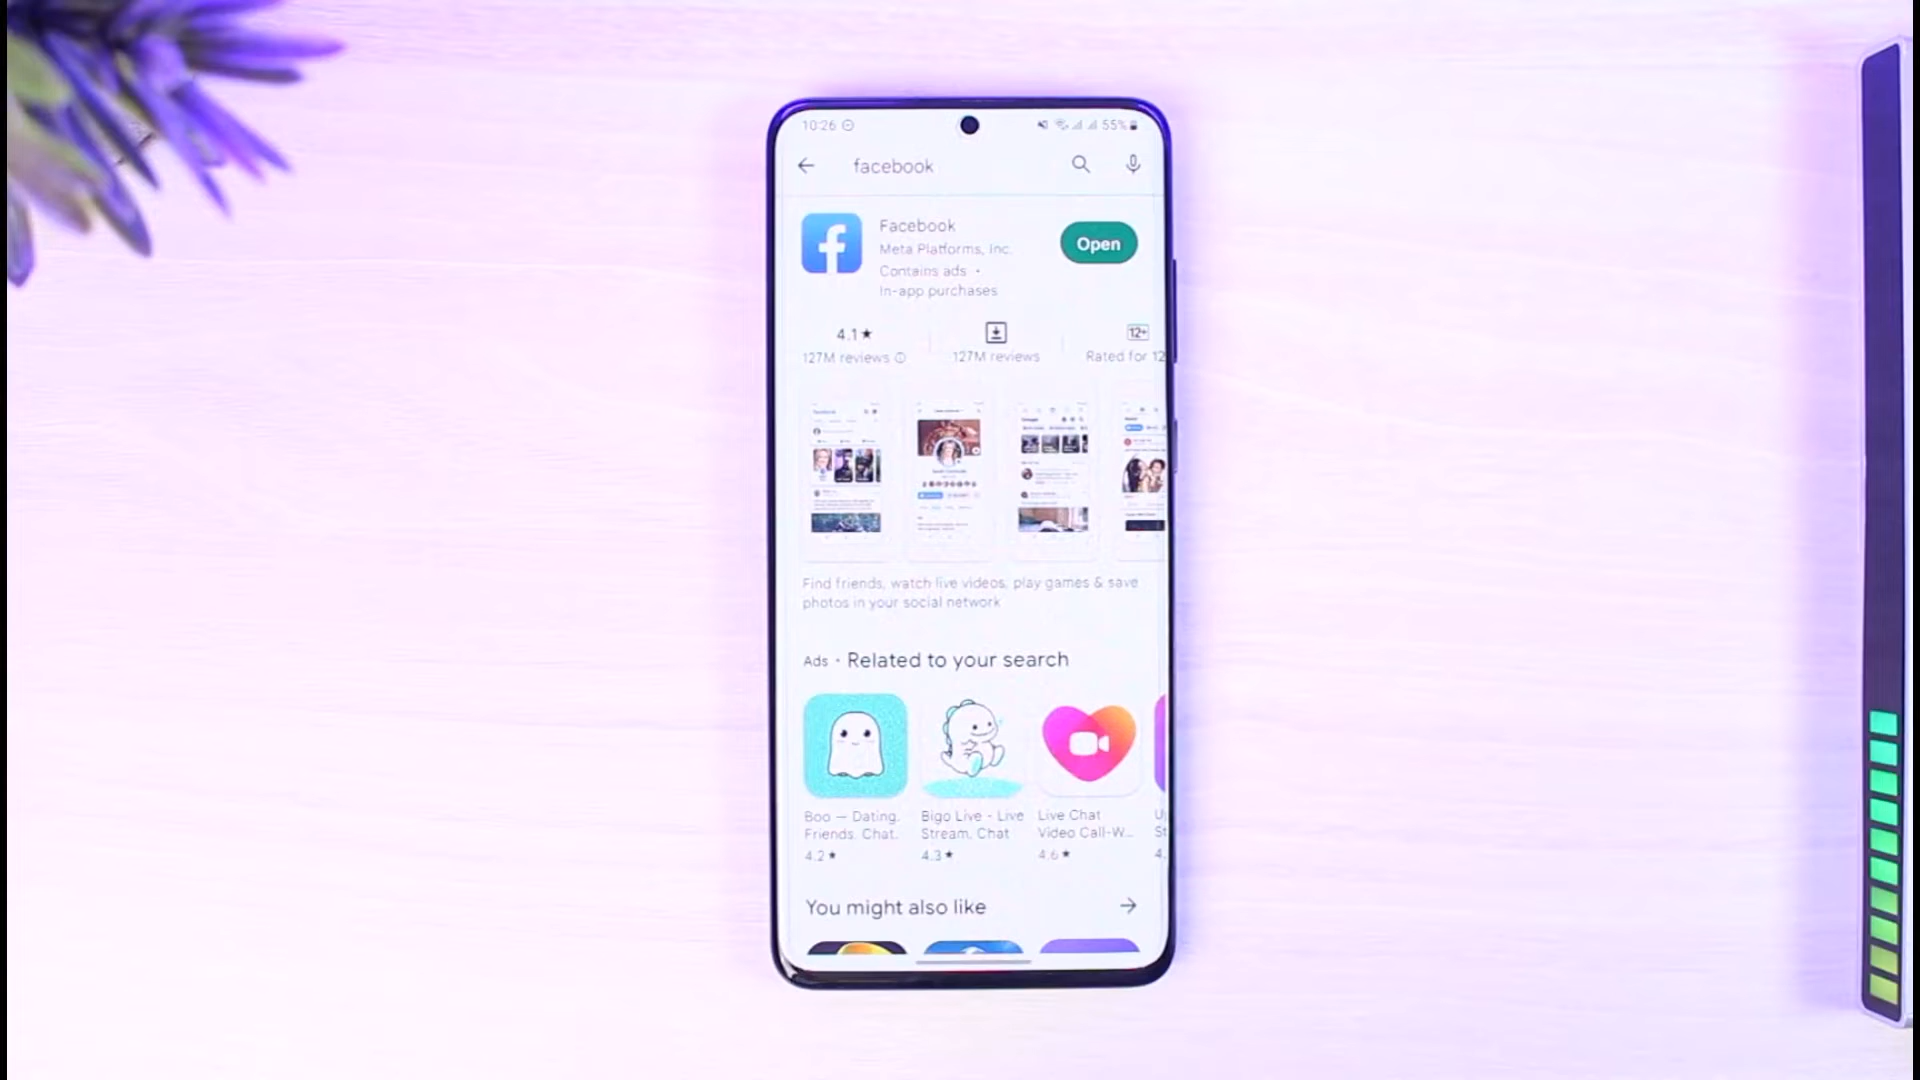 10:26
55%
facebook
Facebook
Meta Platforms, Inc.
Open
Contains ads •
In-app purchases
4.1★
12+
127M reviews
127M reviews
Rated for 12
Find friends, watch live videos, play games & save
photos in your social network
Ads • Related to your search
Boo — Dating.
Friends. Chat.
4.2★
Bigo Live - Live
Stream, Chat
4.3★
Live Chat
Video Call-W...
4.6★
St
4.
You might also like